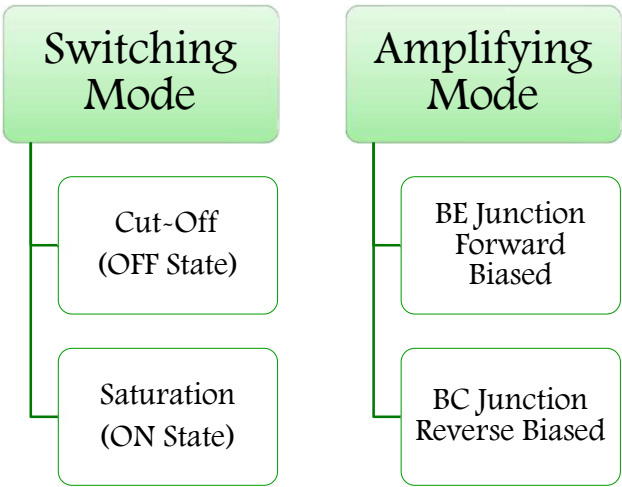 Switching
Mode
Cut-Off
(OFF State)
Saturation
(ON State)
Amplifying
Mode
BE Junction
Forward
Biased
BC Junction
Reverse Biased